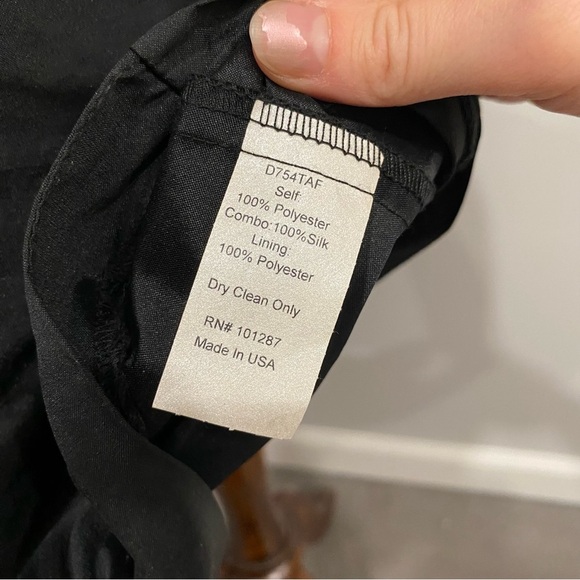 D754TAF
Self:
100% Polyester
Combo:100%Silk
Lining:
100% Polyester
Dry Clean Only
RN# 101287
Made In USA